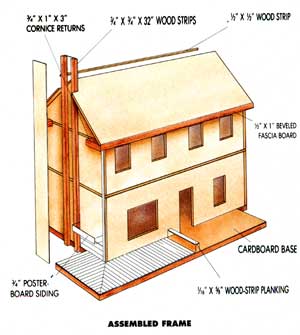 ¾" X 1" X 3"
CORNICE RETURNS
¾" X ¾" X 32" WOOD STRIPS
½" X ½" WOOD STRIP
½" X 1" BEVELED
FASCIA BOARD
CARDBOARD BASE
¾" POSTER-
BOARD SIDING
1/16" X ⅜" WOOD-STRIP PLANKING
ASSEMBLED FRAME